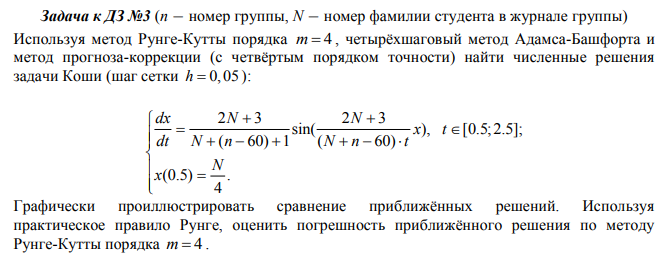 Задача к ДЗ №3 (n – номер группы, N – номер фамилии студента в журнале группы)
Используя метод Рунге-Кутты порядка m = 4, четырёхшаговый метод Адамса-Башфорта и
метод прогноза-коррекции (с четвёртым порядком точности) найти численные решения
задачи Коши (шаг сетки h = 0,05):
{ dx/dt = (2N + 3)/(N + (n − 60) + 1) sin((2N + 3)/((N + n − 60) · t) x), t ∈ [0.5; 2.5];
x(0.5) = N/4.
Графически проиллюстрировать сравнение приближённых решений. Используя
практическое правило Рунге, оценить погрешность приближённого решения по методу
Рунге-Кутты порядка m = 4.